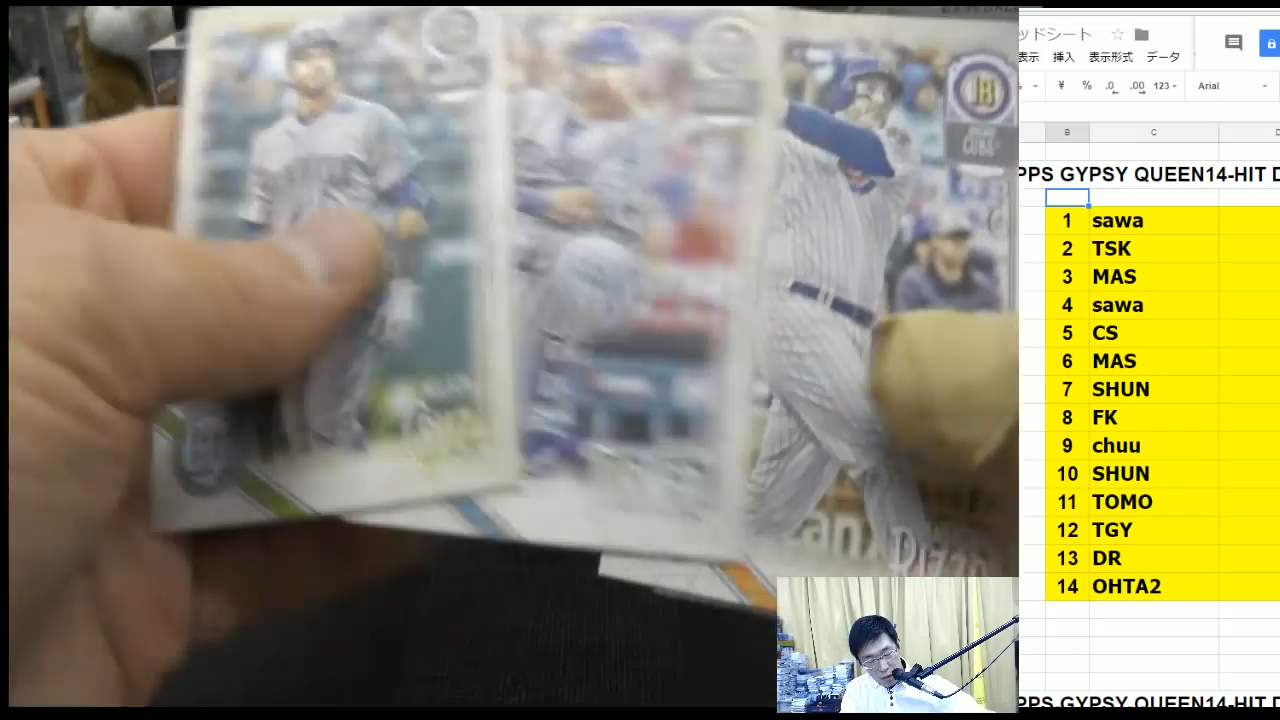 ッドシート
表示 挿入 表示形式 データ
¥ % .0 .00 123 Arial
B C D
PPS GYPSY QUEEN14-HIT D
1 sawa
2 TSK
3 MAS
4 sawa
5 CS
6 MAS
7 SHUN
8 FK
9 chuu
10 SHUN
11 TOMO
12 TGY
13 DR
14 OHTA2
PPS GYPSY QUEEN14-HIT D
CUBS